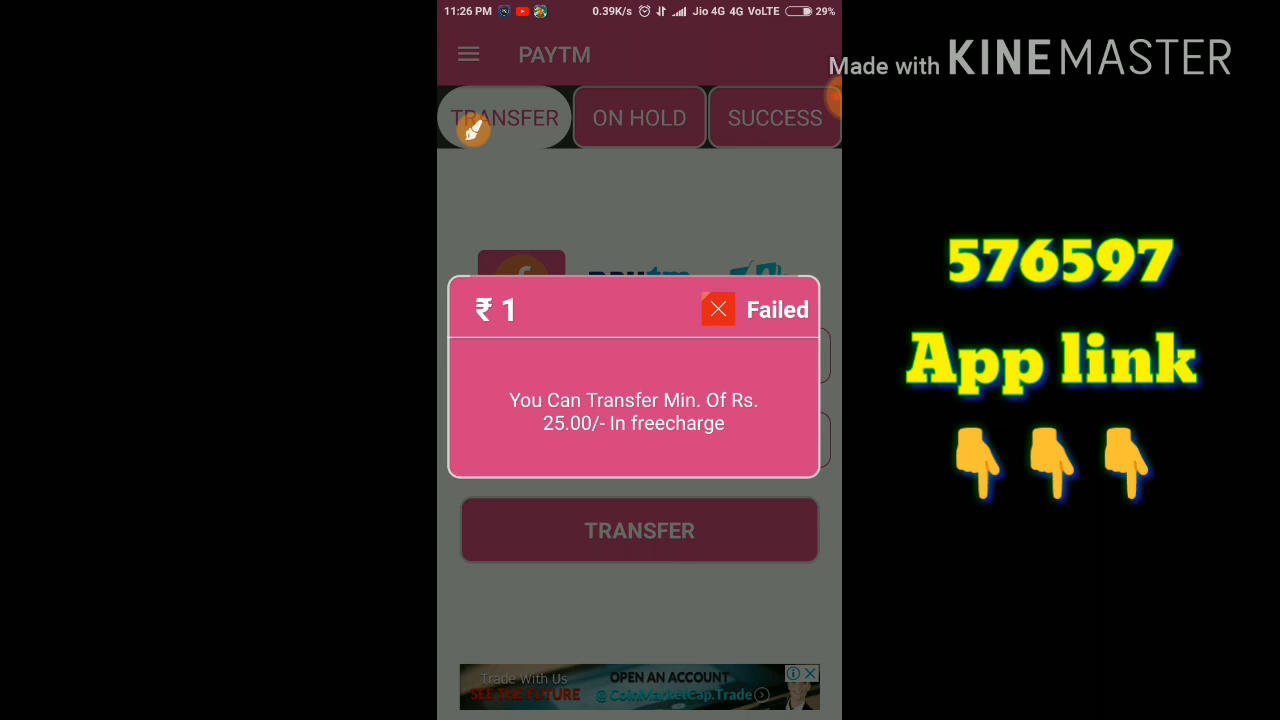 11:26 PM
0.39K/s
Jio 4G 4G VoLTE
29%
PAYTM
Made with KINEMASTER
TRANSFER
ON HOLD
SUCCESS
₹ 1
Failed
You Can Transfer Min. Of Rs.
25.00/- In freecharge
TRANSFER
576597
App link
Trade With Us
SEE THE FUTURE
OPEN AN ACCOUNT
@CoinMarketCap.Trade